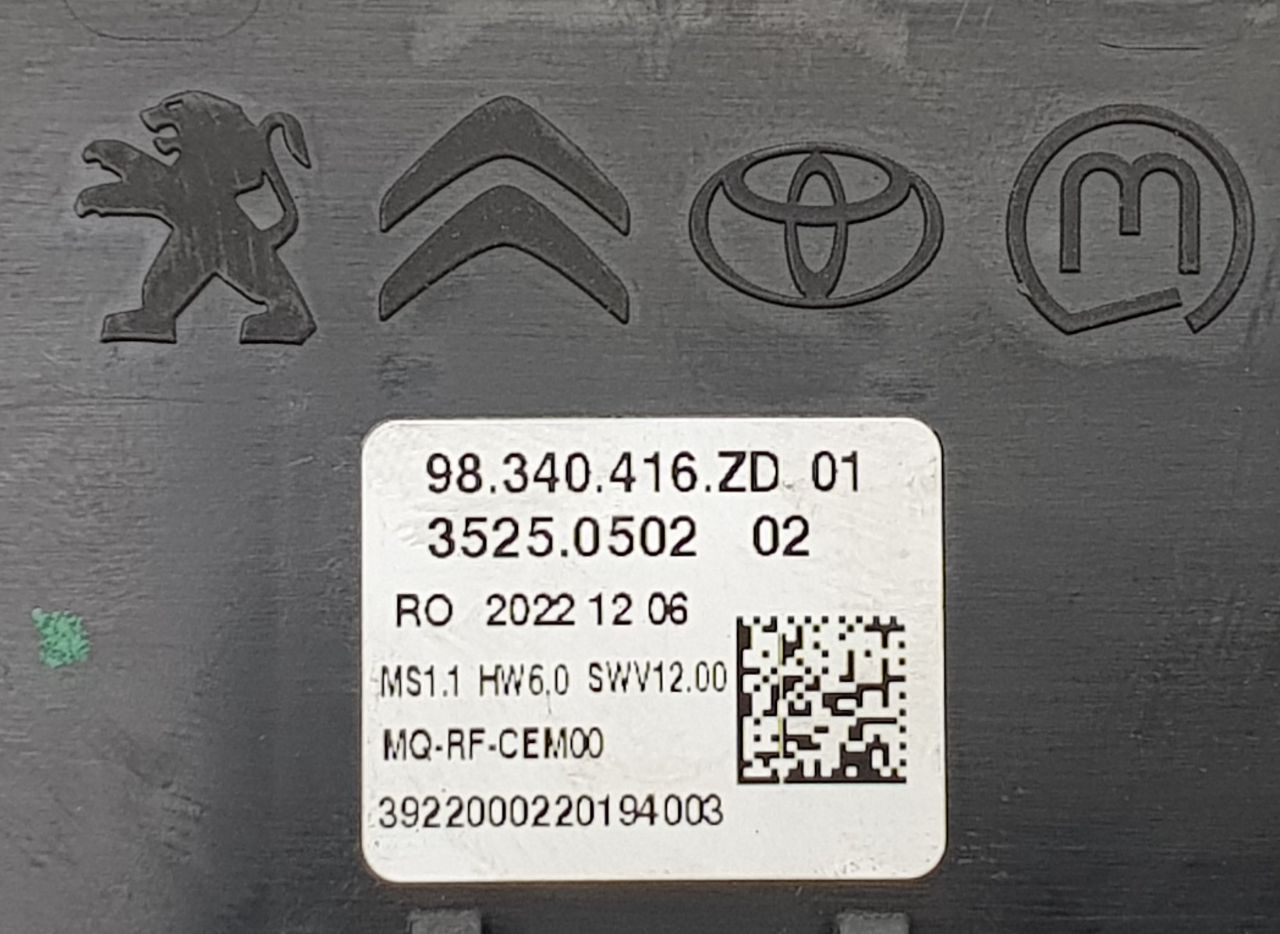 98.340.416.ZD 01
3525.0502 02
RO 2022 12 06
MS1.1 HW6.0 SWV12.00
MQ-RF-CEM00
3922000220194003